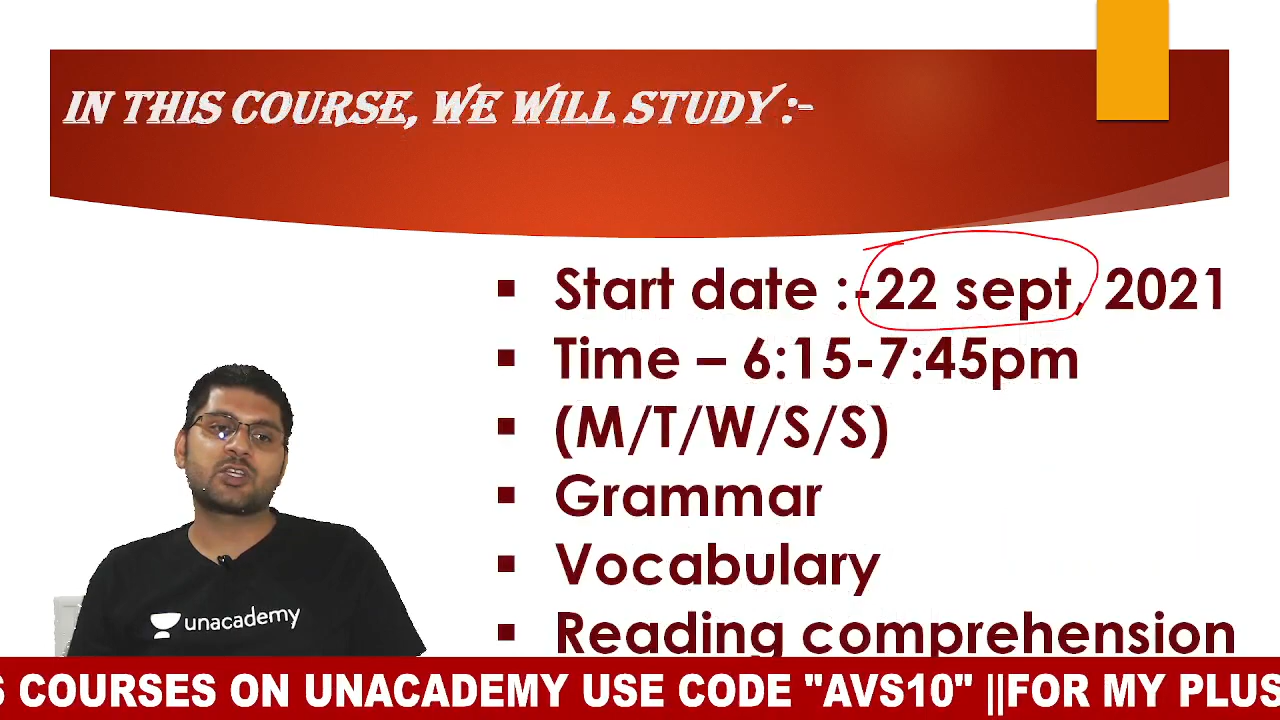 IN THIS COURSE, WE WILL STUDY :-
Start date :-22 sept, 2021
Time – 6:15-7:45pm
(M/T/W/S/S)
Grammar
Vocabulary
Reading comprehension
unacademy
S COURSES ON UNACADEMY USE CODE "AVS10" ||FOR MY PLUS